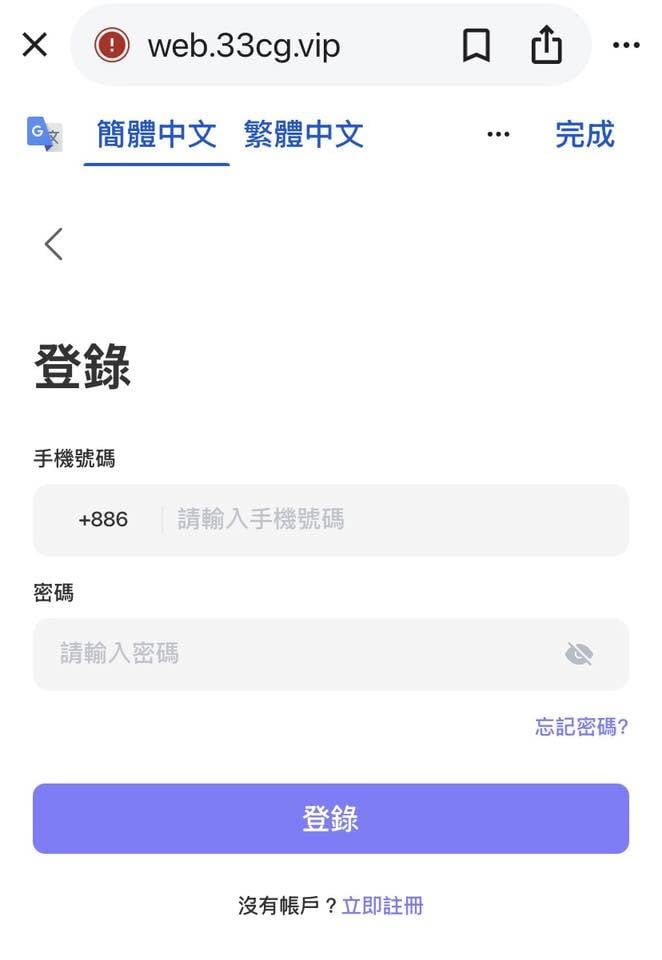 web.33cg.vip
簡體中文 繁體中文 完成
登錄
手機號碼
+886 請輸入手機號碼
密碼
請輸入密碼
忘記密碼?
登錄
沒有帳戶？立即註冊